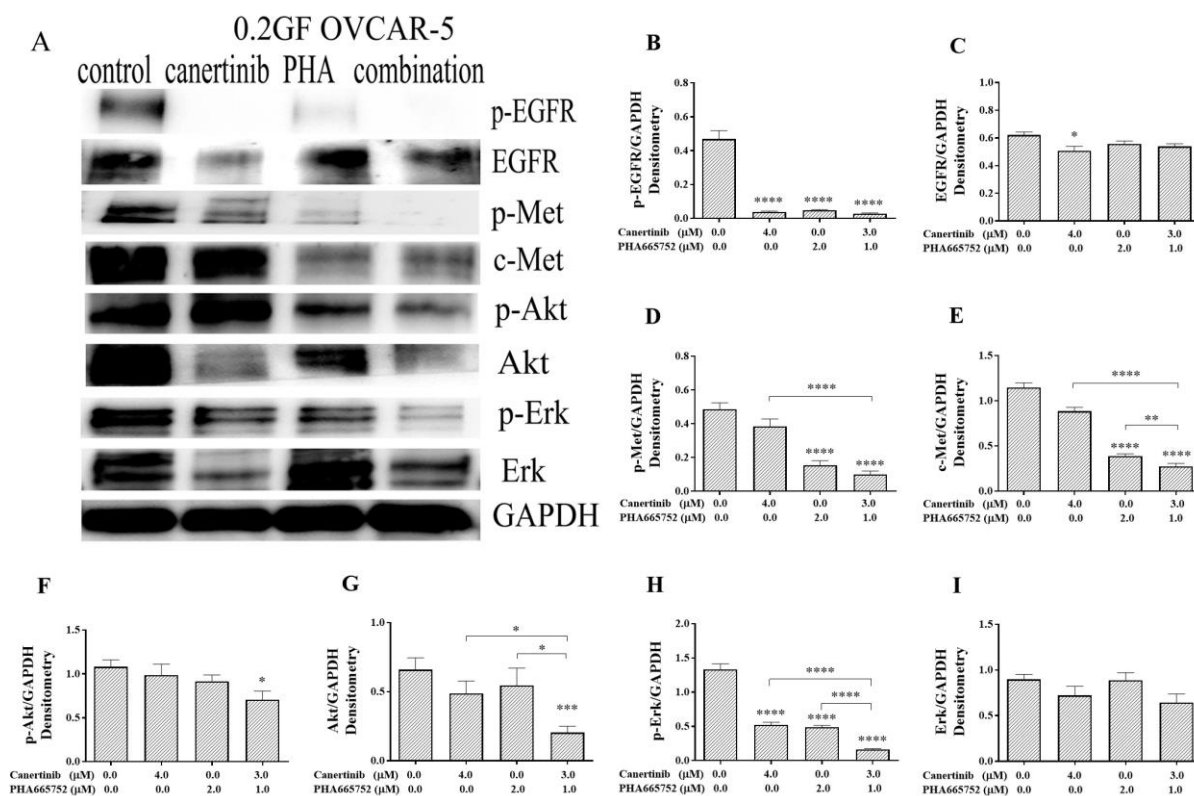 A
0.2GF OVCAR-5
control canertinib PHA combination
p-EGFR
EGFR
p-Met
c-Met
p-Akt
Akt
p-Erk
Erk
GAPDH
B
p-EGFR/GAPDH
Densitometry
0.6
0.4
0.2
0.0
**** **** ****
Canertinib (μM) 0.0 4.0 0.0 3.0
PHA665752 (μM) 0.0 0.0 2.0 1.0
C
EGFR/GAPDH
Densitometry
1.0
0.8
0.6
0.4
0.2
0.0
*
Canertinib (μM) 0.0 4.0 0.0 3.0
PHA665752 (μM) 0.0 0.0 2.0 1.0
D
p-Met/GAPDH
Densitometry
0.6
0.4
0.2
0.0
****
**** ****
Canertinib (μM) 0.0 4.0 0.0 3.0
PHA665752 (μM) 0.0 0.0 2.0 1.0
E
c-Met/GAPDH
Densitometry
1.5
1.0
0.5
0.0
****
**
**** ****
Canertinib (μM) 0.0 4.0 0.0 3.0
PHA665752 (μM) 0.0 0.0 2.0 1.0
F
p-Akt/GAPDH
Densitometry
1.5
1.0
0.5
0.0
*
Canertinib (μM) 0.0 4.0 0.0 3.0
PHA665752 (μM) 0.0 0.0 2.0 1.0
G
Akt/GAPDH
Densitometry
1.0
0.5
0.0
*
*
***
Canertinib (μM) 0.0 4.0 0.0 3.0
PHA665752 (μM) 0.0 0.0 2.0 1.0
H
p-Erk/GAPDH
Densitometry
2.0
1.5
1.0
0.5
0.0
****
****
**** **** ****
Canertinib (μM) 0.0 4.0 0.0 3.0
PHA665752 (μM) 0.0 0.0 2.0 1.0
I
Erk/GAPDH
Densitometry
1.5
1.0
0.5
0.0
Canertinib (μM) 0.0 4.0 0.0 3.0
PHA665752 (μM) 0.0 0.0 2.0 1.0